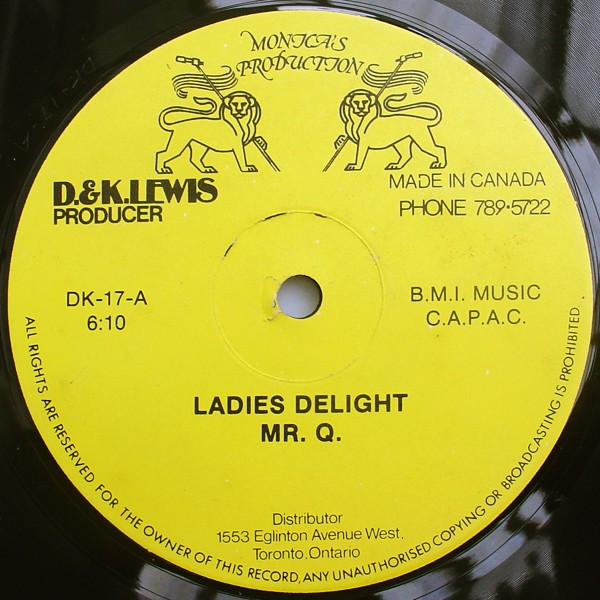 MONICA'S
PRODUCTION
D.&K.LEWIS
PRODUCER
MADE IN CANADA
PHONE 789·5722
DK-17-A
6:10
B.M.I. MUSIC
C.A.P.A.C.
LADIES DELIGHT
MR. Q.
Distributor
1553 Eglinton Avenue West,
Toronto, Ontario
ALL RIGHTS ARE RESERVED FOR THE OWNER OF THIS RECORD, ANY UNAUTHORISED COPYING OR BROADCASTING IS PROHIBITED.
DK-17-A